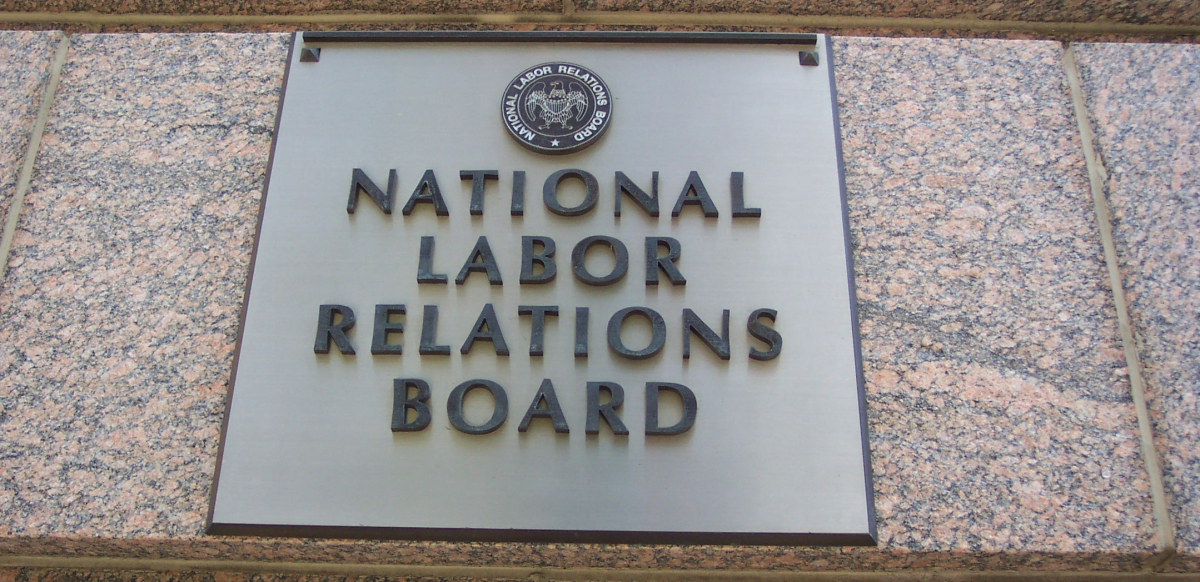 NATIONAL LABOR RELATIONS BOARD
NATIONAL
LABOR
RELATIONS
BOARD